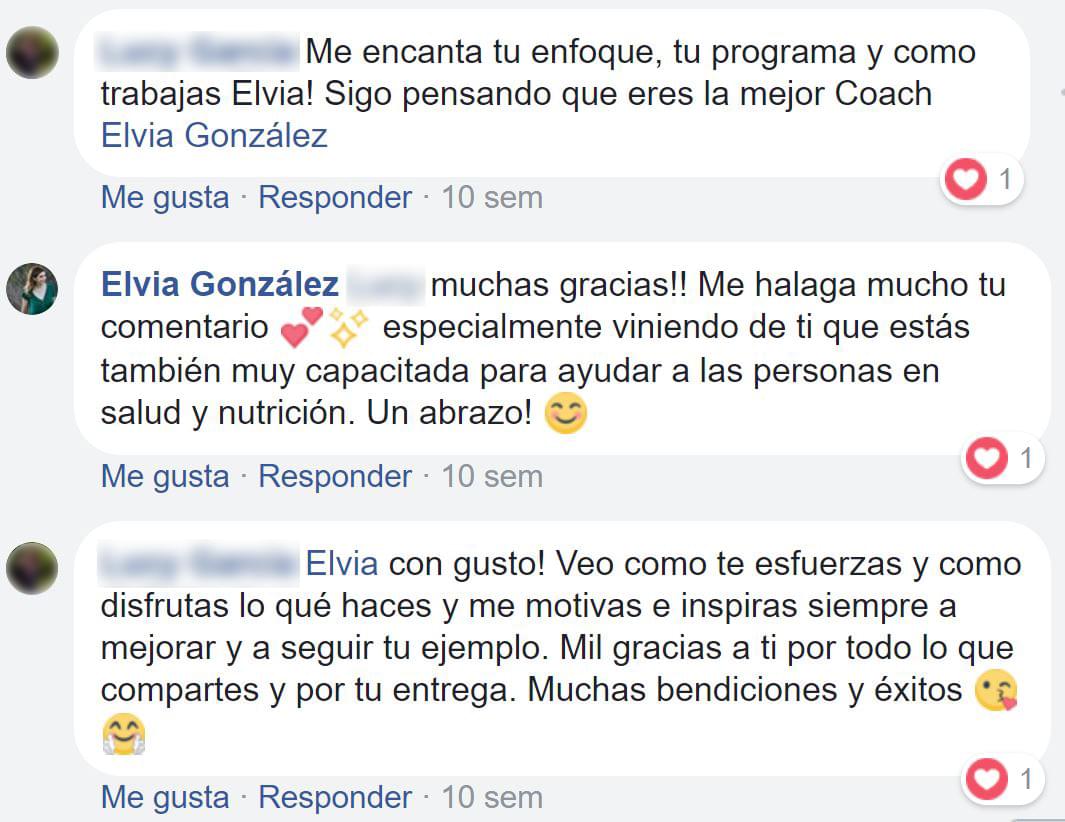 Me encanta tu enfoque, tu programa y como
trabajas Elvia! Sigo pensando que eres la mejor Coach
Elvia González
1
Me gusta · Responder · 10 sem
Elvia González muchas gracias!! Me halaga mucho tu
comentario 💕✨ especialmente viniendo de ti que estás
también muy capacitada para ayudar a las personas en
salud y nutrición. Un abrazo! 😊
1
Me gusta · Responder · 10 sem
Elvia con gusto! Veo como te esfuerzas y como
disfrutas lo qué haces y me motivas e inspiras siempre a
mejorar y a seguir tu ejemplo. Mil gracias a ti por todo lo que
compartes y por tu entrega. Muchas bendiciones y éxitos 😘
🤗
1
Me gusta · Responder · 10 sem